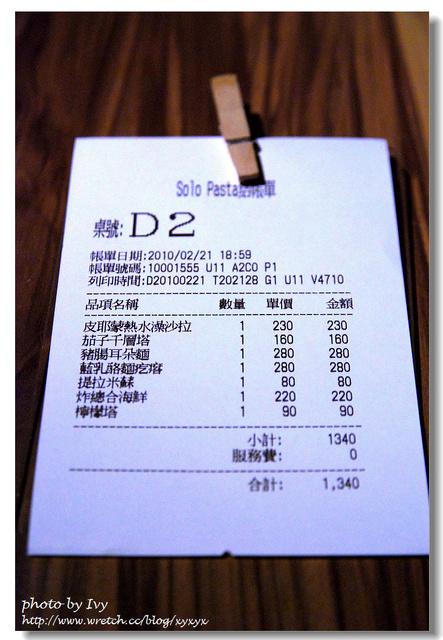 Solo Pasta結帳單
桌號: D2
帳單日期:2010/02/21 18:59
帳單號碼:10001555 U11 A2C0 P1
列印時間:D20100221 T202128 G1 U11 V4710
品項名稱 數量 單價 金額
皮耶蒙熱水澡沙拉 1 230 230
茄子千層塔 1 160 160
豬腸耳朵麵 1 280 280
藍乳酪麵疙瘩 1 280 280
提拉米蘇 1 80 80
炸總合海鮮 1 220 220
檸檬塔 1 90 90
小計: 1340
服務費: 0
合計: 1,340
photo by Ivy
http://www.wretch.cc/blog/xyxyx